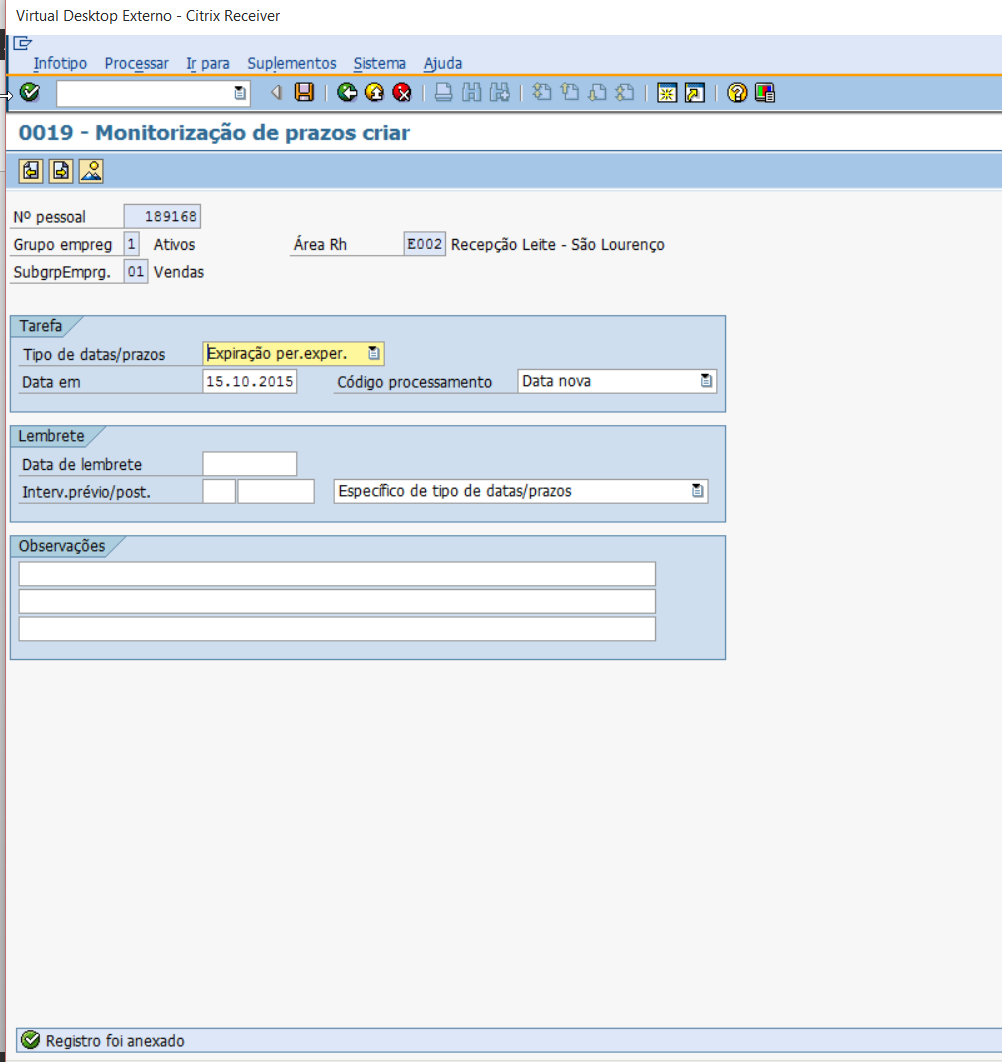 Virtual Desktop Externo - Citrix Receiver
Infotipo Processar Ir para Suplementos Sistema Ajuda
0019 - Monitorização de prazos criar
Nº pessoal 189168
Grupo empreg 1 Ativos Área Rh E002 Recepção Leite - São Lourenço
SubgrpEmprg. 01 Vendas
Tarefa
Tipo de datas/prazos Expiração per.exper.
Data em 15.10.2015 Código processamento Data nova
Lembrete
Data de lembrete
Interv.prévio/post. Específico de tipo de datas/prazos
Observações
Registro foi anexado